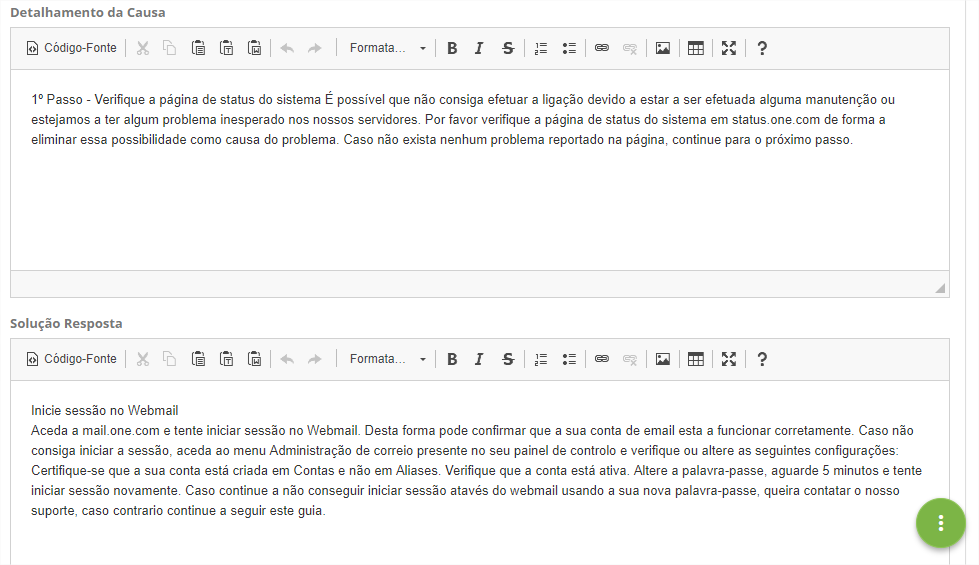 Detalhamento da Causa
Código-Fonte Formata... B I S ?
1º Passo - Verifique a página de status do sistema É possível que não consiga efetuar a ligação devido a estar a ser efetuada alguma manutenção ou
estejamos a ter algum problema inesperado nos nossos servidores. Por favor verifique a página de status do sistema em status.one.com de forma a
eliminar essa possibilidade como causa do problema. Caso não exista nenhum problema reportado na página, continue para o próximo passo.
Solução Resposta
Código-Fonte Formata... B I S ?
Inicie sessão no Webmail
Aceda a mail.one.com e tente iniciar sessão no Webmail. Desta forma pode confirmar que a sua conta de email esta a funcionar corretamente. Caso não
consiga iniciar a sessão, aceda ao menu Administração de correio presente no seu painel de controlo e verifique ou altere as seguintes configurações:
Certifique-se que a sua conta está criada em Contas e não em Aliases. Verifique que a conta está ativa. Altere a palavra-passe, aguarde 5 minutos e tente
iniciar sessão novamente. Caso continue a não conseguir iniciar sessão atavés do webmail usando a sua nova palavra-passe, queira contatar o nosso
suporte, caso contrario continue a seguir este guia.